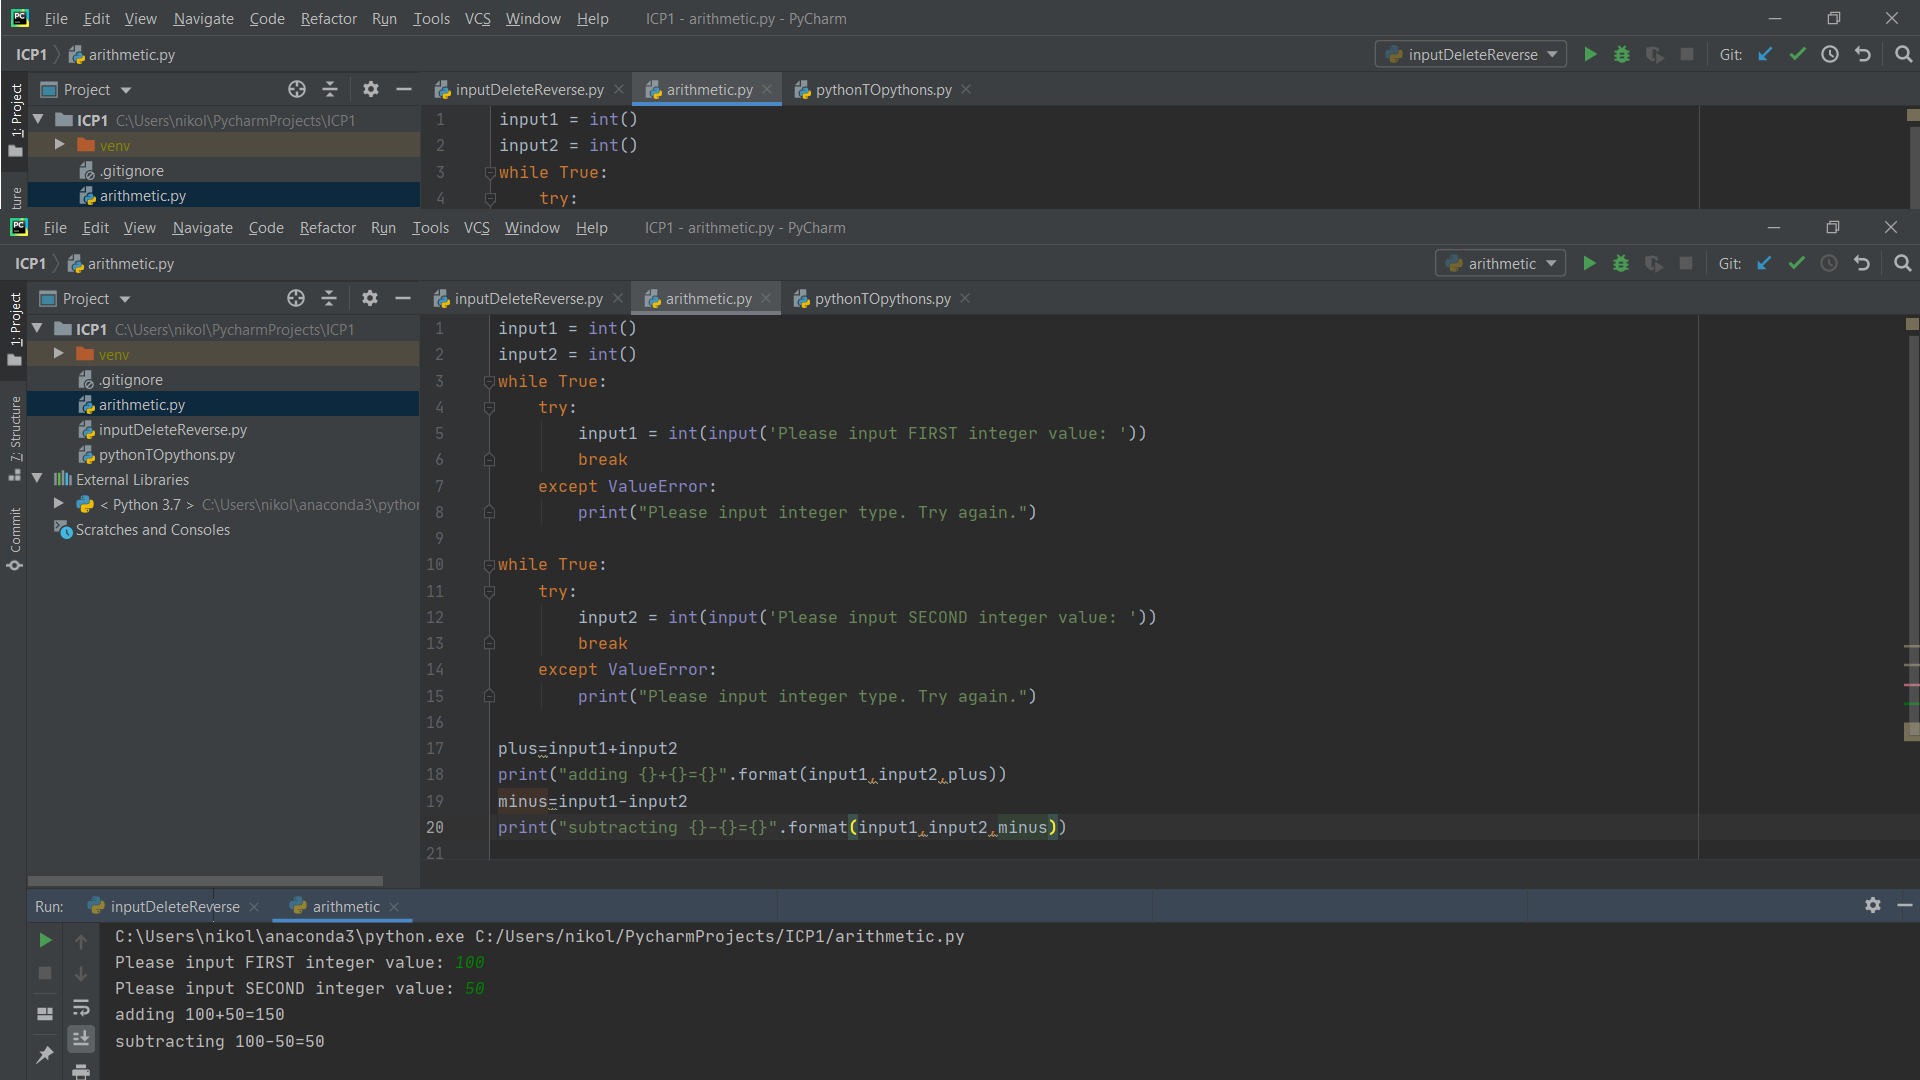 File Edit View Navigate Code Refactor Run Tools VCS Window Help ICP1 - arithmetic.py - PyCharm
ICP1 arithmetic.py inputDeleteReverse Git:
Project inputDeleteReverse.py arithmetic.py pythonTOpythons.py
1: Project
ICP1 C:\Users\nikol\PycharmProjects\ICP1
venv
.gitignore
arithmetic.py
1 input1 = int()
2 input2 = int()
3 while True:
4 try:
File Edit View Navigate Code Refactor Run Tools VCS Window Help ICP1 - arithmetic.py - PyCharm
ICP1 arithmetic.py arithmetic Git:
Project inputDeleteReverse.py arithmetic.py pythonTOpythons.py
1: Project
7: Structure
Commit
ICP1 C:\Users\nikol\PycharmProjects\ICP1
venv
.gitignore
arithmetic.py
inputDeleteReverse.py
pythonTOpythons.py
External Libraries
< Python 3.7 > C:\Users\nikol\anaconda3\python
Scratches and Consoles
1 input1 = int()
2 input2 = int()
3 while True:
4 try:
5 input1 = int(input('Please input FIRST integer value: '))
6 break
7 except ValueError:
8 print("Please input integer type. Try again.")
9
10 while True:
11 try:
12 input2 = int(input('Please input SECOND integer value: '))
13 break
14 except ValueError:
15 print("Please input integer type. Try again.")
16
17 plus=input1+input2
18 print("adding {}+{}={}".format(input1,input2,plus))
19 minus=input1-input2
20 print("subtracting {}-{}={}".format(input1,input2,minus))
21
Run: inputDeleteReverse arithmetic
C:\Users\nikol\anaconda3\python.exe C:/Users/nikol/PycharmProjects/ICP1/arithmetic.py
Please input FIRST integer value: 100
Please input SECOND integer value: 50
adding 100+50=150
subtracting 100-50=50